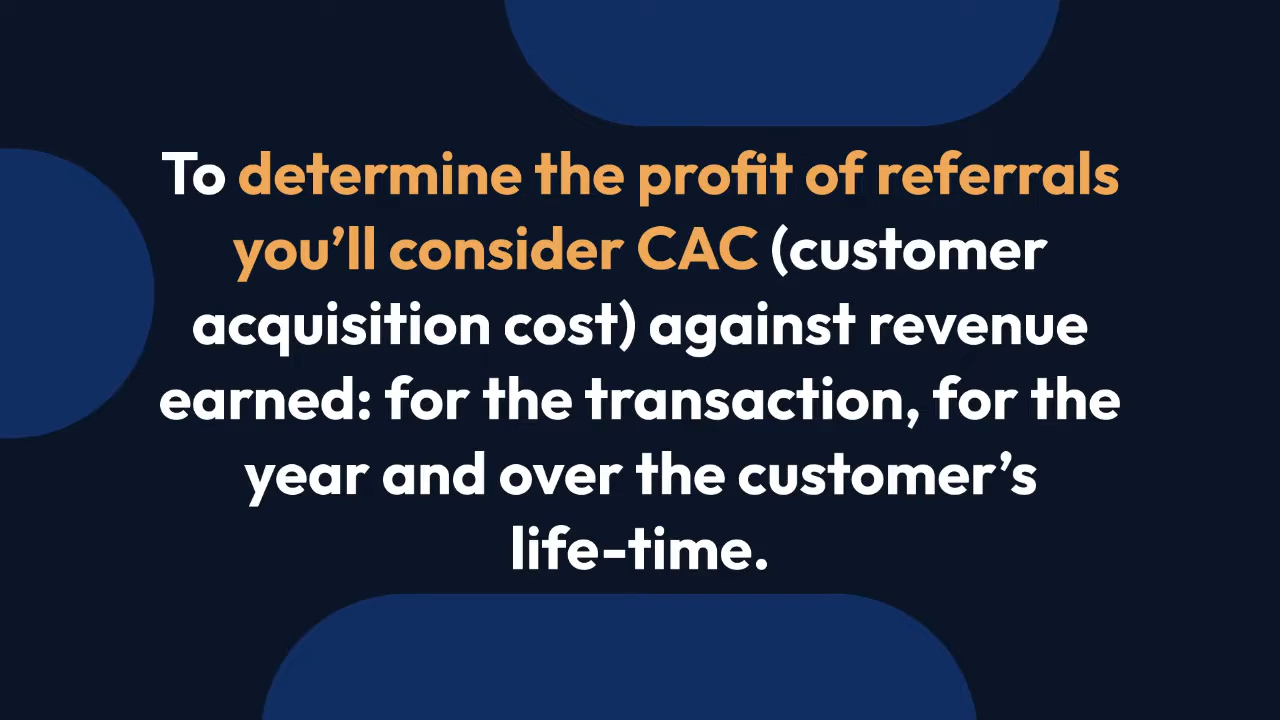 To determine the profit of referrals
you’ll consider CAC (customer
acquisition cost) against revenue
earned: for the transaction, for the
year and over the customer’s
life-time.